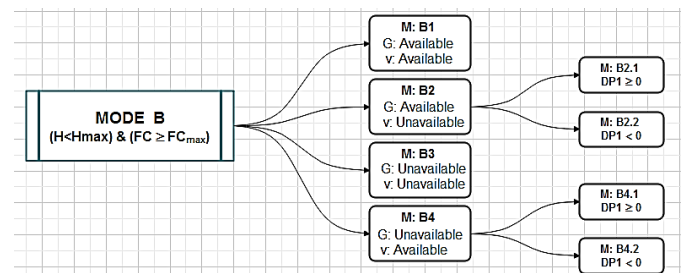 MODE B
(H<Hmax) & (FC ≥ FCmax)
M: B1
G: Available
v: Available
M: B2
G: Available
v: Unavailable
M: B3
G: Unavailable
v: Unavailable
M: B4
G: Unavailable
v: Available
M: B2.1
DP1 ≥ 0
M: B2.2
DP1 < 0
M: B4.1
DP1 ≥ 0
M: B4.2
DP1 < 0